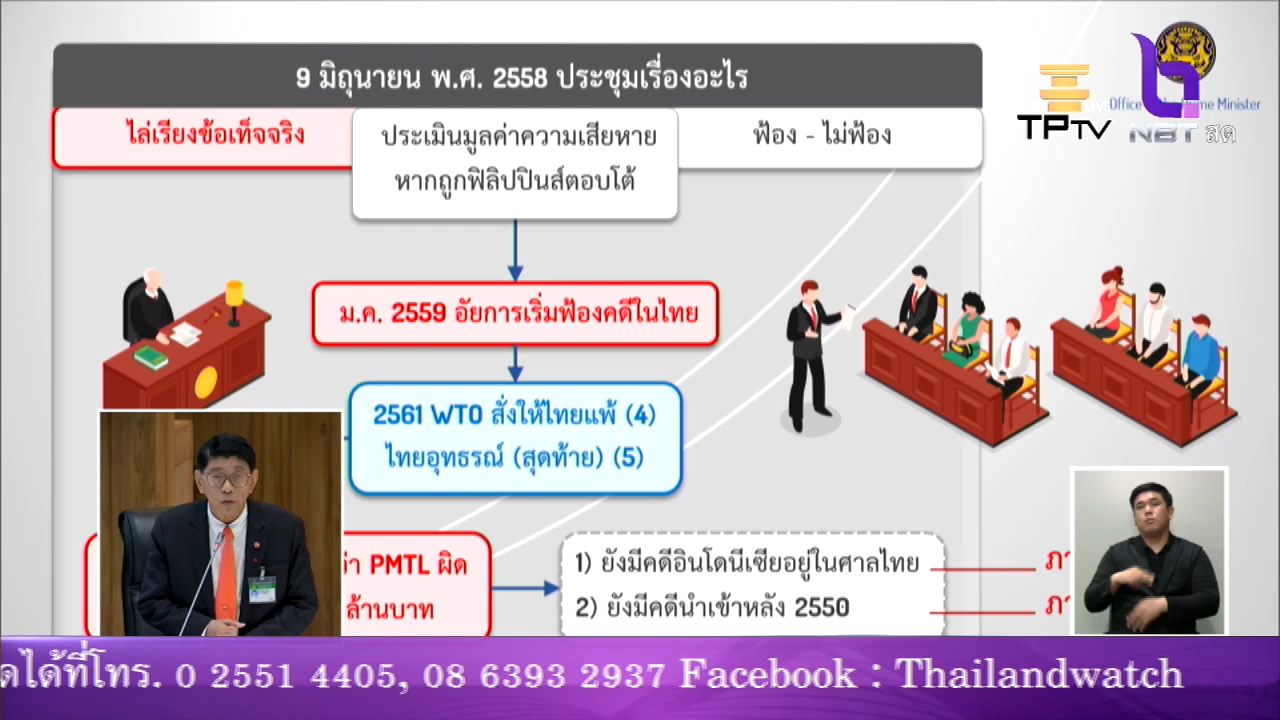 9 มิถุนายน พ.ศ. 2558 ประชุมเรื่องอะไร
ไล่เรียงข้อเท็จจริง
ประเมินมูลค่าความเสียหาย
หากถูกฟิลิปปินส์ตอบโต้
ฟ้อง - ไม่ฟ้อง
TPTV
NBT สด
Minister
ม.ค. 2559 อัยการเริ่มฟ้องคดีในไทย
2561 WTO สั่งให้ไทยแพ้ (4)
ไทยอุทธรณ์ (สุดท้าย) (5)
PMTL ผิด
ล้านบาท
1) ยังมีคดีอินโดนีเซียอยู่ในศาลไทย
2) ยังมีคดีนำเข้าหลัง 2550
ได้ที่โทร. 0 2551 4405, 08 6393 2937 Facebook : Thailandwatch